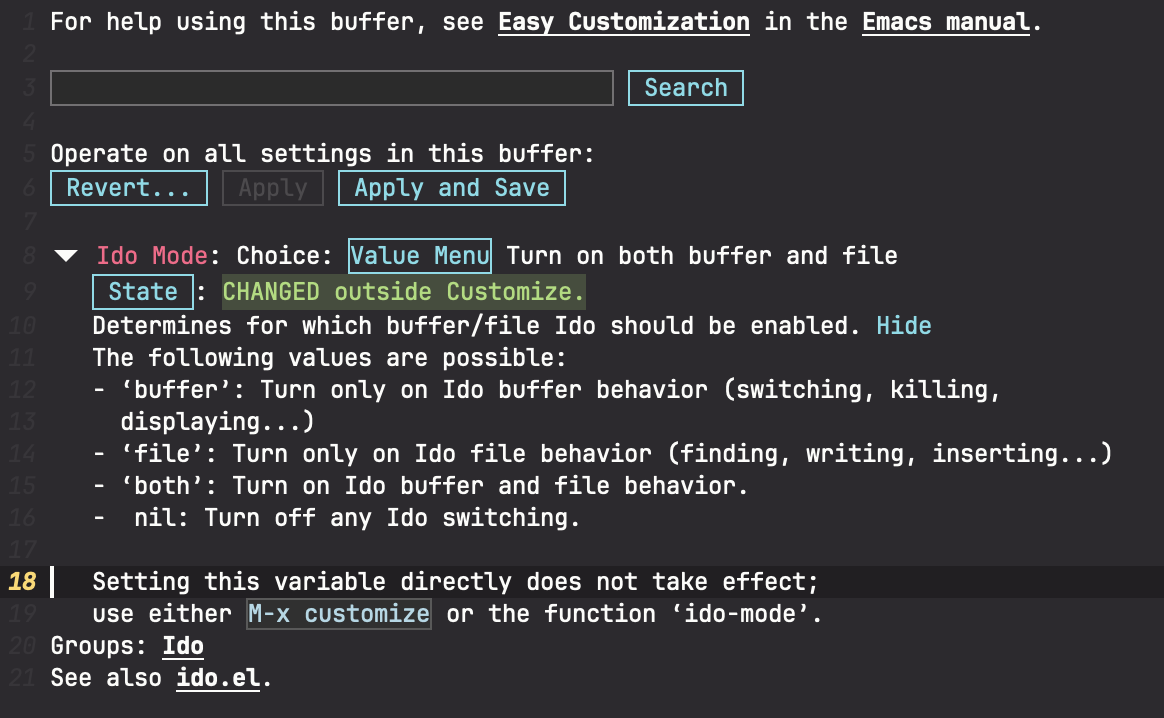 1 For help using this buffer, see Easy Customization in the Emacs manual.
2
3 Search
4
5 Operate on all settings in this buffer:
6 Revert... Apply Apply and Save
7
8 Ido Mode: Choice: Value Menu Turn on both buffer and file
9 State : CHANGED outside Customize.
10 Determines for which buffer/file Ido should be enabled. Hide
11 The following values are possible:
12 - ‘buffer’: Turn only on Ido buffer behavior (switching, killing,
13 displaying...)
14 - ‘file’: Turn only on Ido file behavior (finding, writing, inserting...)
15 - ‘both’: Turn on Ido buffer and file behavior.
16 - nil: Turn off any Ido switching.
17
18 Setting this variable directly does not take effect;
19 use either M-x customize or the function ‘ido-mode’.
20 Groups: Ido
21 See also ido.el.